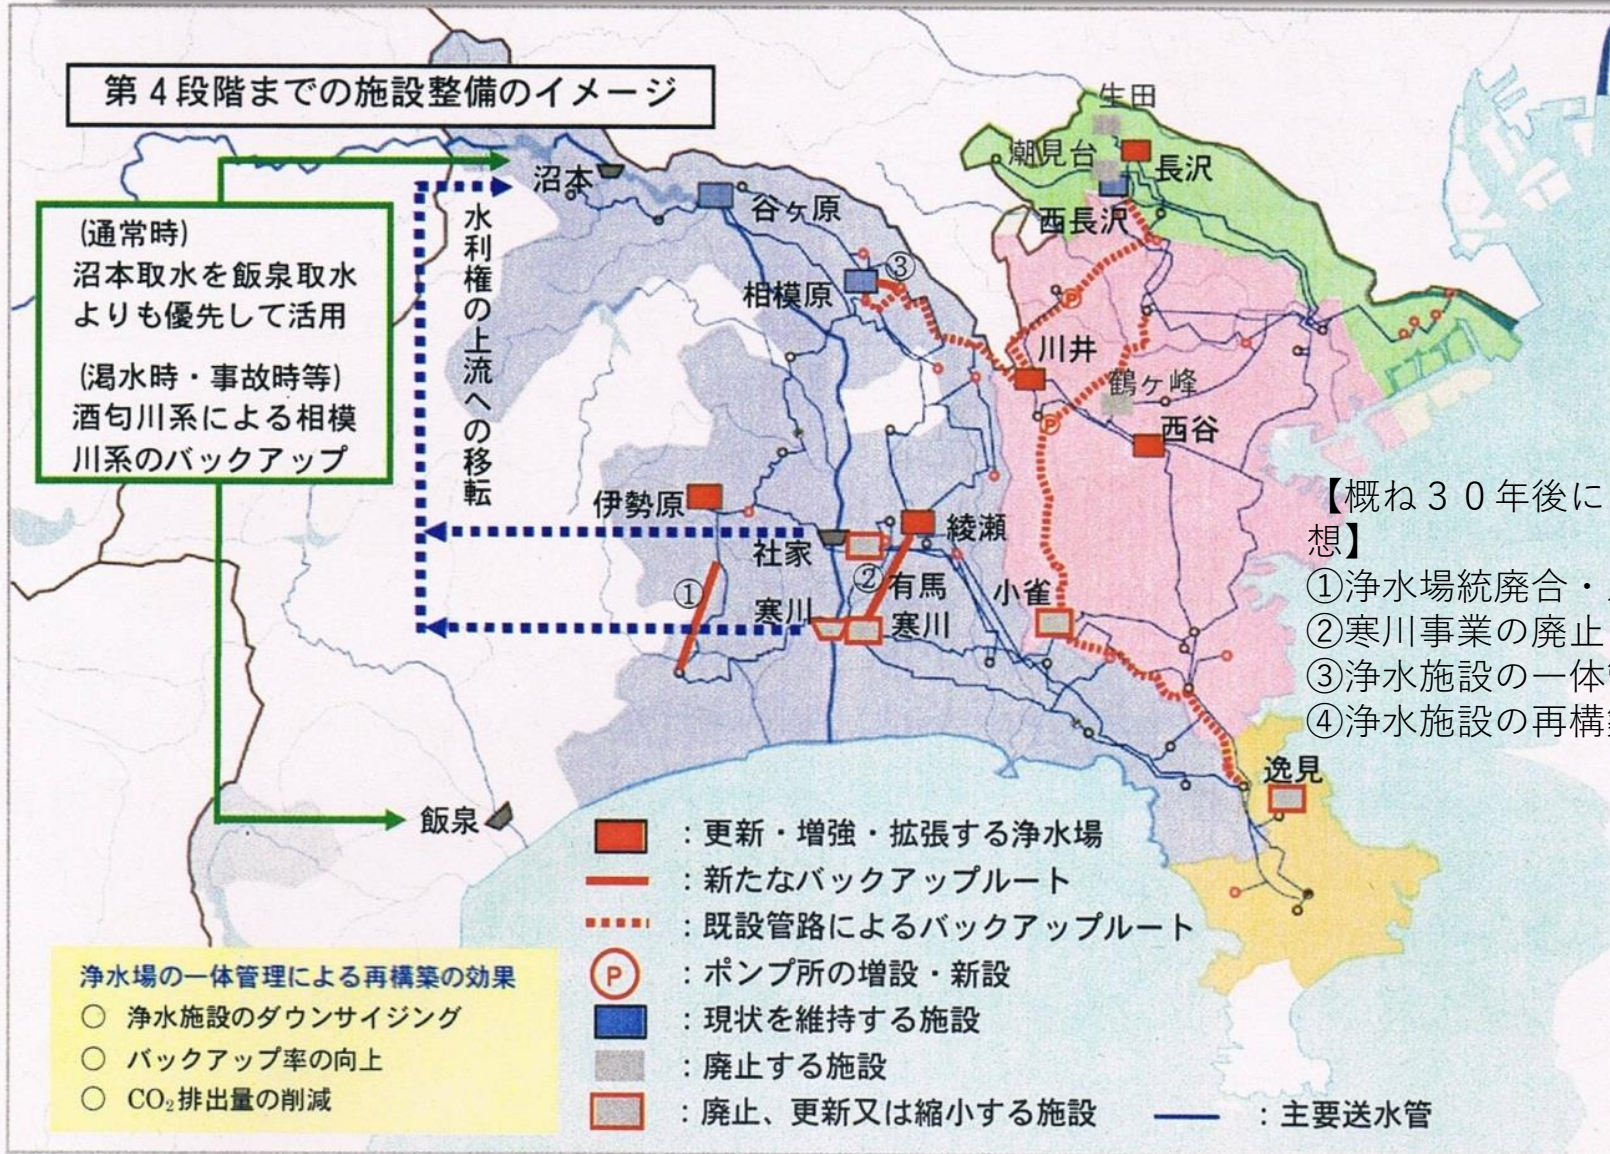 第4段階までの施設整備のイメージ
(通常時)
沼本取水を飯泉取水
よりも優先して活用
(渇水時・事故時等)
酒匂川系による相模
川系のバックアップ
水利権の上流への移転
沼本
谷ヶ原
相模原
③
生田
潮見台
長沢
西長沢
P
川井
鶴ヶ峰
P
西谷
伊勢原
社家
綾瀬
①
②
有馬
寒川
寒川
小雀
逸見
飯泉
【概ね30年後に
想】
①浄水場統廃合・
②寒川事業の廃止
③浄水施設の一体
④浄水施設の再構
：更新・増強・拡張する浄水場
：新たなバックアップルート
：既設管路によるバックアップルート
P：ポンプ所の増設・新設
：現状を維持する施設
：廃止する施設
：廃止、更新又は縮小する施設
：主要送水管
浄水場の一体管理による再構築の効果
○ 浄水施設のダウンサイジング
○ バックアップ率の向上
○ CO₂排出量の削減